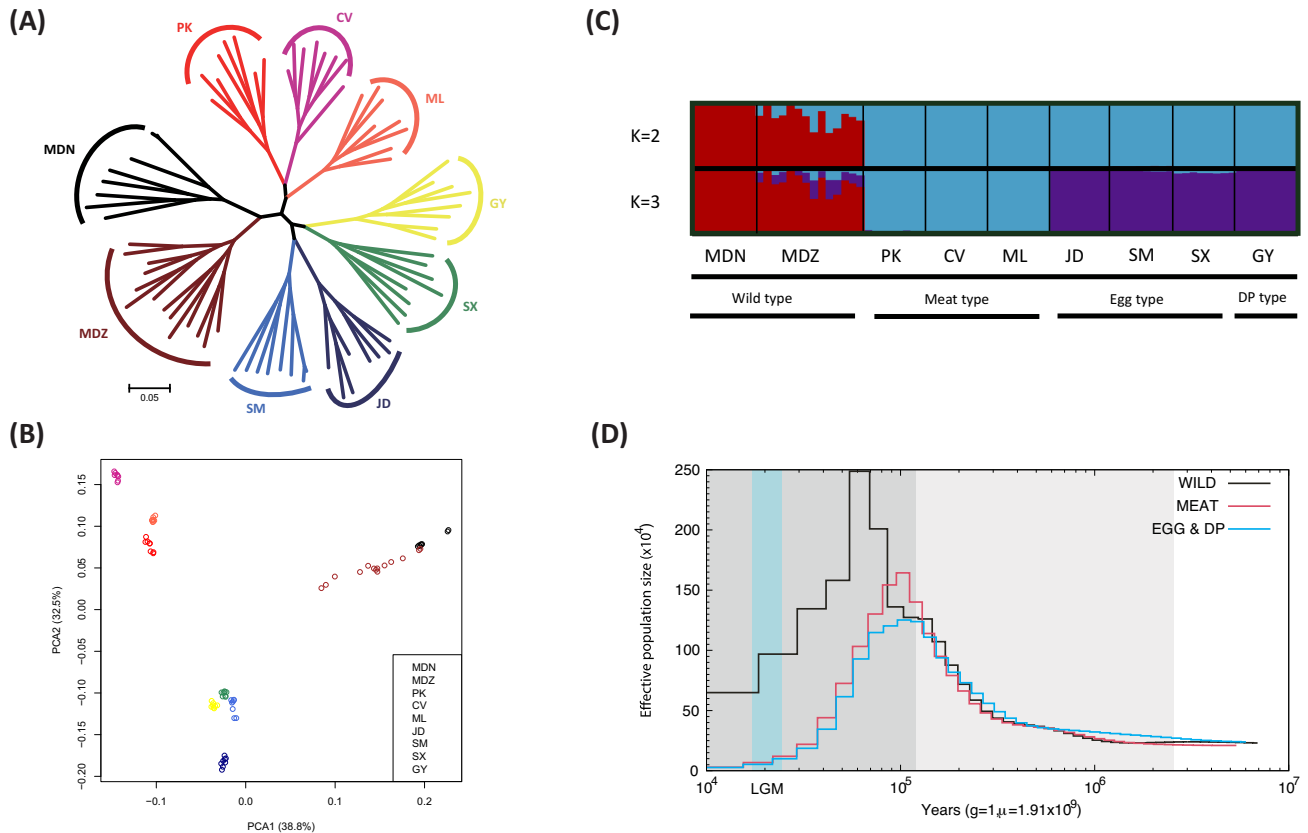 (A)
PK
CV
ML
MDN
GY
SX
MDZ
SM
JD
0.05
(B)
PCA2 (32.5%)
0.15
0.10
0.05
0.00
−0.05
−0.10
−0.15
−0.20
MDN
MDZ
PK
CV
ML
JD
SM
SX
GY
−0.1
0.0
0.1
0.2
PCA1 (38.8%)
(C)
K=2
K=3
MDN MDZ PK CV ML JD SM SX GY
Wild type Meat type Egg type DP type
(D)
Effective population size (x10⁴)
250
200
150
100
50
0
WILD
MEAT
EGG & DP
10⁴ 10⁵ 10⁶ 10⁷
LGM
Years (g=1,μ=1.91x10⁹)